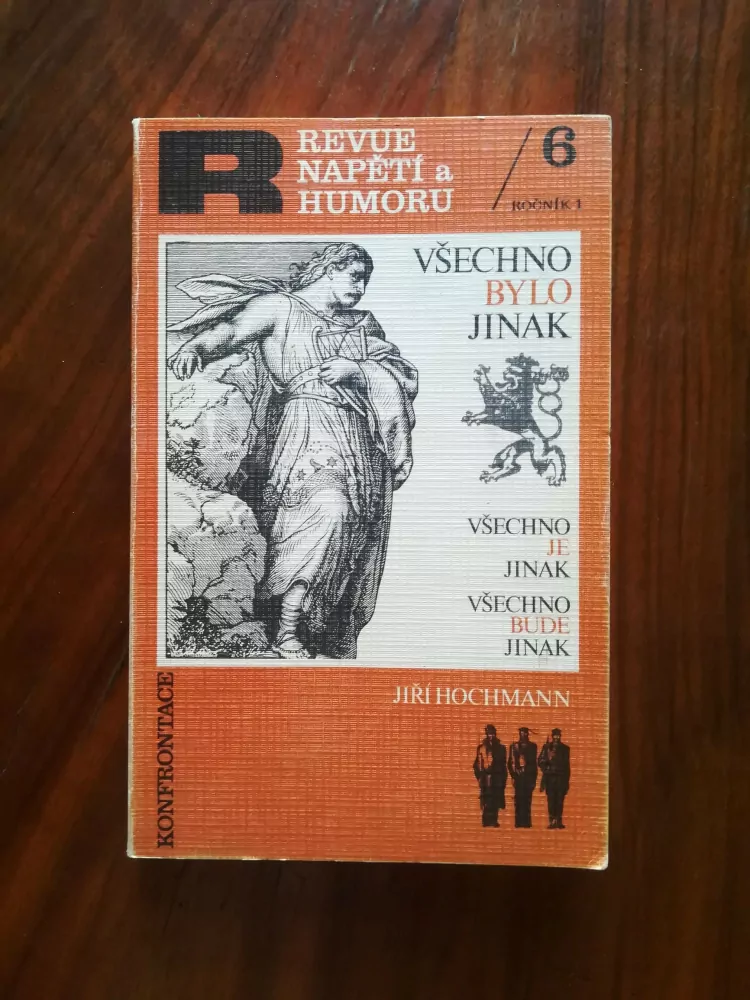 R
REVUE
NAPĚTÍ a
HUMORU
/6
ROČNÍK 1
VŠECHNO
BYLO
JINAK
VŠECHNO
JE
JINAK
VŠECHNO
BUDE
JINAK
JIŘÍ HOCHMANN
KONFRONTACE